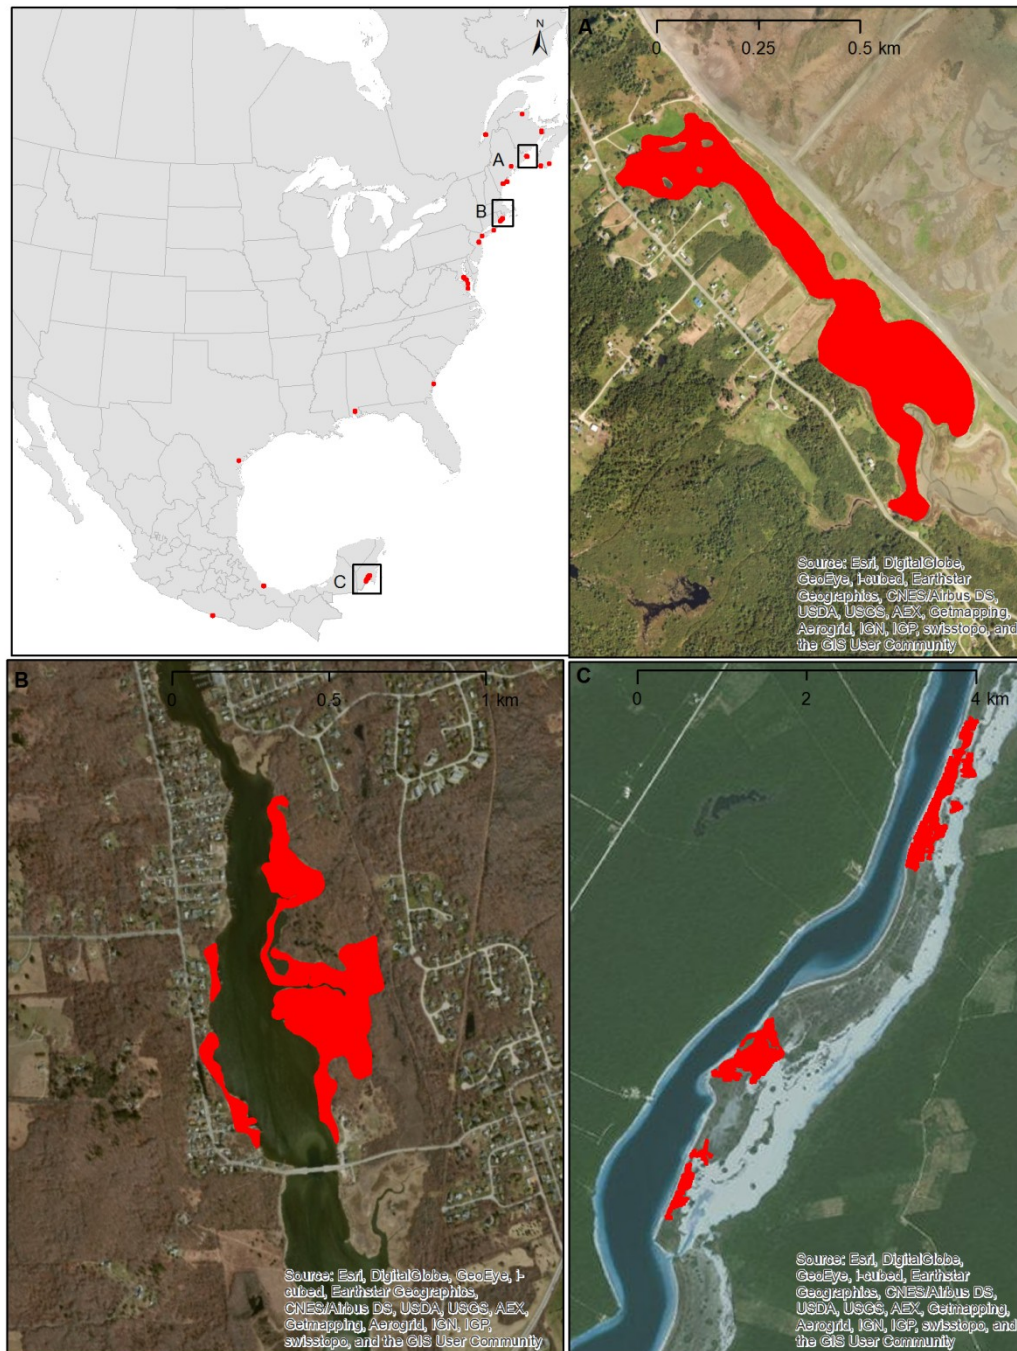 N
A
B
C
A
0 0.25 0.5 km
Source: Esri, DigitalGlobe,
GeoEye, i-cubed, Earthstar
Geographics, CNES/Airbus DS,
USDA, USGS, AEX, Getmapping,
Aerogrid, IGN, IGP, swisstopo, and
the GIS User Community
B
0 0.5 1 km
Source: Esri, DigitalGlobe, GeoEye, i-
cubed, Earthstar Geographics,
CNES/Airbus DS, USDA, USGS, AEX,
Getmapping, Aerogrid, IGN, IGP,
swisstopo, and the GIS User Community
C
0 2 4 km
Source: Esri, DigitalGlobe,
GeoEye, i-cubed, Earthstar
Geographics, CNES/Airbus DS,
USDA, USGS, AEX, Getmapping,
Aerogrid, IGN, IGP, swisstopo, and
the GIS User Community